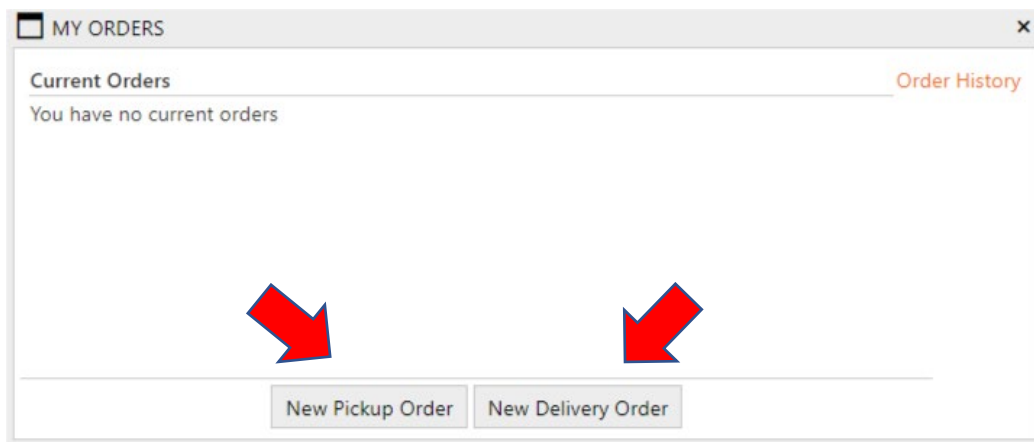 MY ORDERS
Current Orders
Order History
You have no current orders
New Pickup Order
New Delivery Order